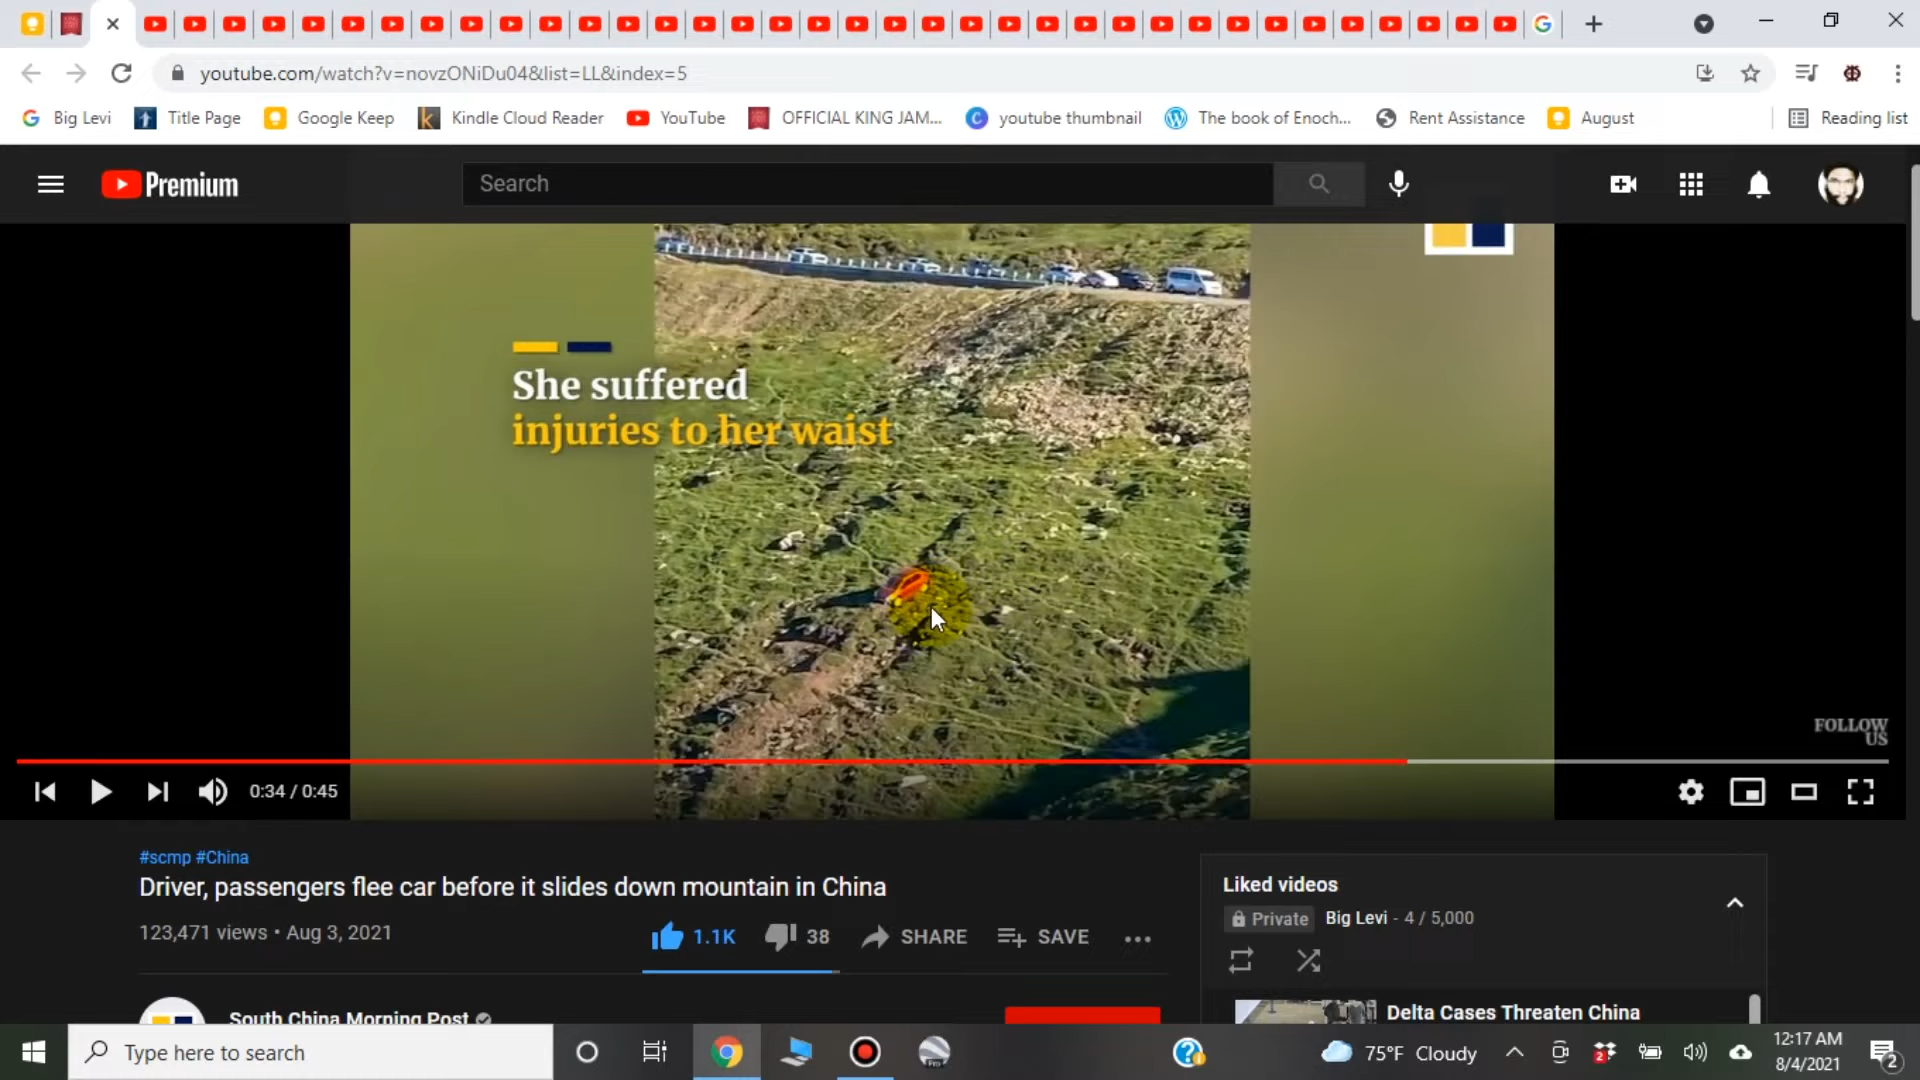 youtube.com/watch?v=novzONiDu04&list=LL&index=5
Big Levi Title Page Google Keep Kindle Cloud Reader YouTube OFFICIAL KING JAM... youtube thumbnail The book of Enoch... Rent Assistance August Reading list
Premium Search
She suffered
injuries to her waist
FOLLOW
US
0:34 / 0:45
#scmp #China
Driver, passengers flee car before it slides down mountain in China
123,471 views • Aug 3, 2021 1.1K 38 SHARE SAVE
Liked videos
Private Big Levi - 4 / 5,000
South China Morning Post
Delta Cases Threaten China
Type here to search 75°F Cloudy 2 12:17 AM
8/4/2021 2